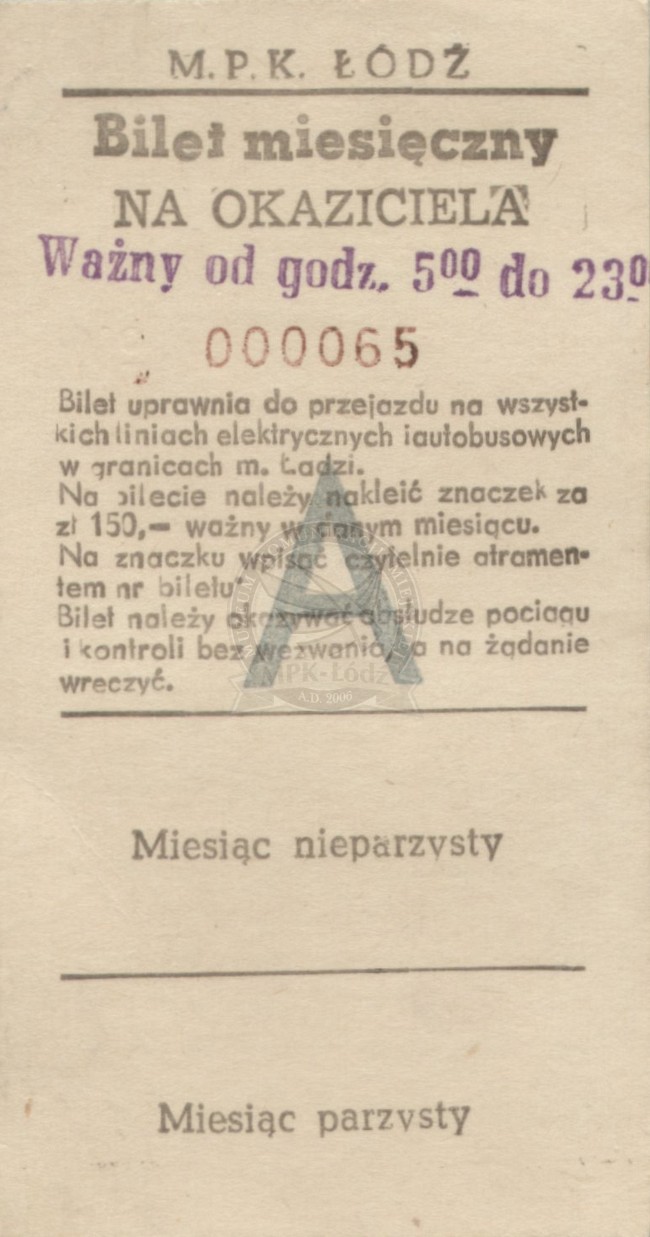 M.P.K. ŁÓDŹ
Bilet miesięczny
NA OKAZICIELA
Ważny od godz. 5⁰⁰ do 23⁰
000065
Bilet uprawnia do przejazdu na wszyst-
kich liniach elektrycznych i autobusowych
w granicach m. Ładzi.
Na bilecie należy nakleić znaczek za
zł 150,— ważny w danym miesiącu.
Na znaczku wpisać czytelnie atramen-
tem nr biletu.
Bilet należy okazywać obsłudze pociągu
i kontroli bez wezwania, a na żądanie
wreczyć.
A
MPK-Łódź
A.D. 2006
Miesiąc nieparzysty
Miesiąc parzysty